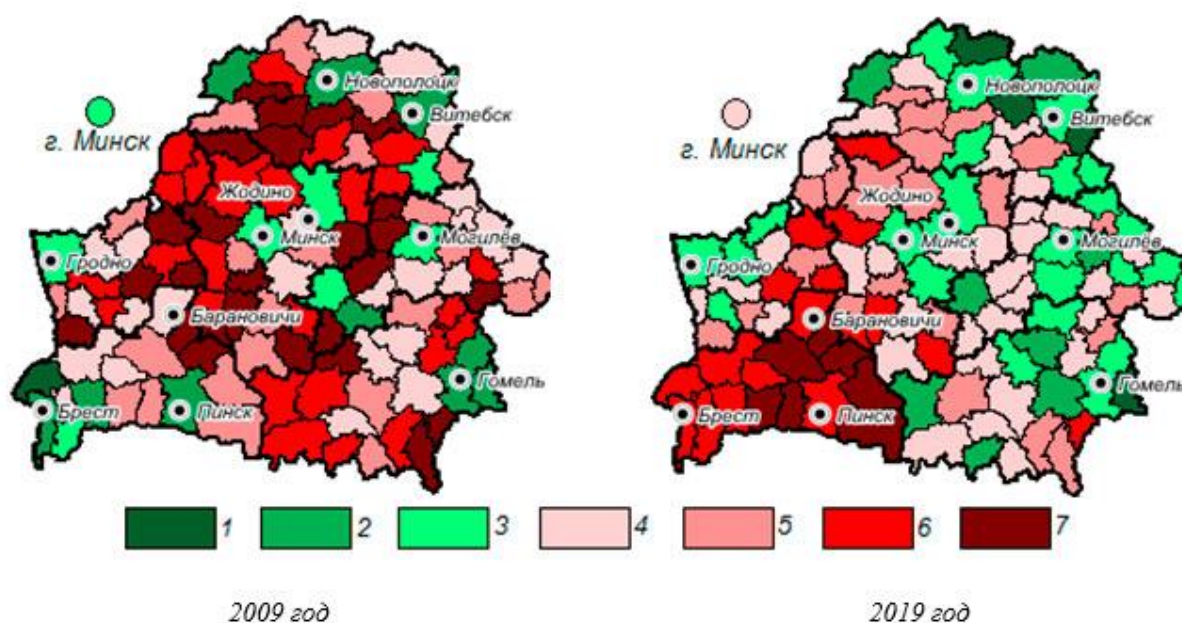 Новополоцк
Витебск
г. Минск
Жодино
Минск
Могилёв
Гродно
Барановичи
Гомель
Брест
Пинск
Новополоцк
Витебск
г. Минск
Жодино
Минск
Могилёв
Гродно
Барановичи
Гомель
Брест
Пинск
1 2 3 4 5 6 7
2009 год
2019 год